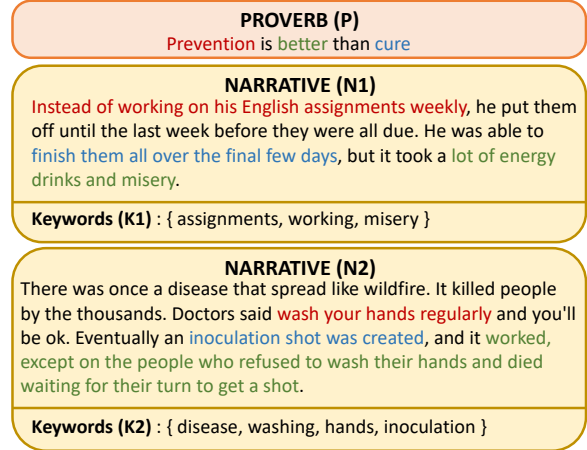 PROVERB (P)
Prevention is better than cure
NARRATIVE (N1)
Instead of working on his English assignments weekly, he put them
off until the last week before they were all due. He was able to
finish them all over the final few days, but it took a lot of energy
drinks and misery.
Keywords (K1) : { assignments, working, misery }
NARRATIVE (N2)
There was once a disease that spread like wildfire. It killed people
by the thousands. Doctors said wash your hands regularly and you'll
be ok. Eventually an inoculation shot was created, and it worked,
except on the people who refused to wash their hands and died
waiting for their turn to get a shot.
Keywords (K2) : { disease, washing, hands, inoculation }